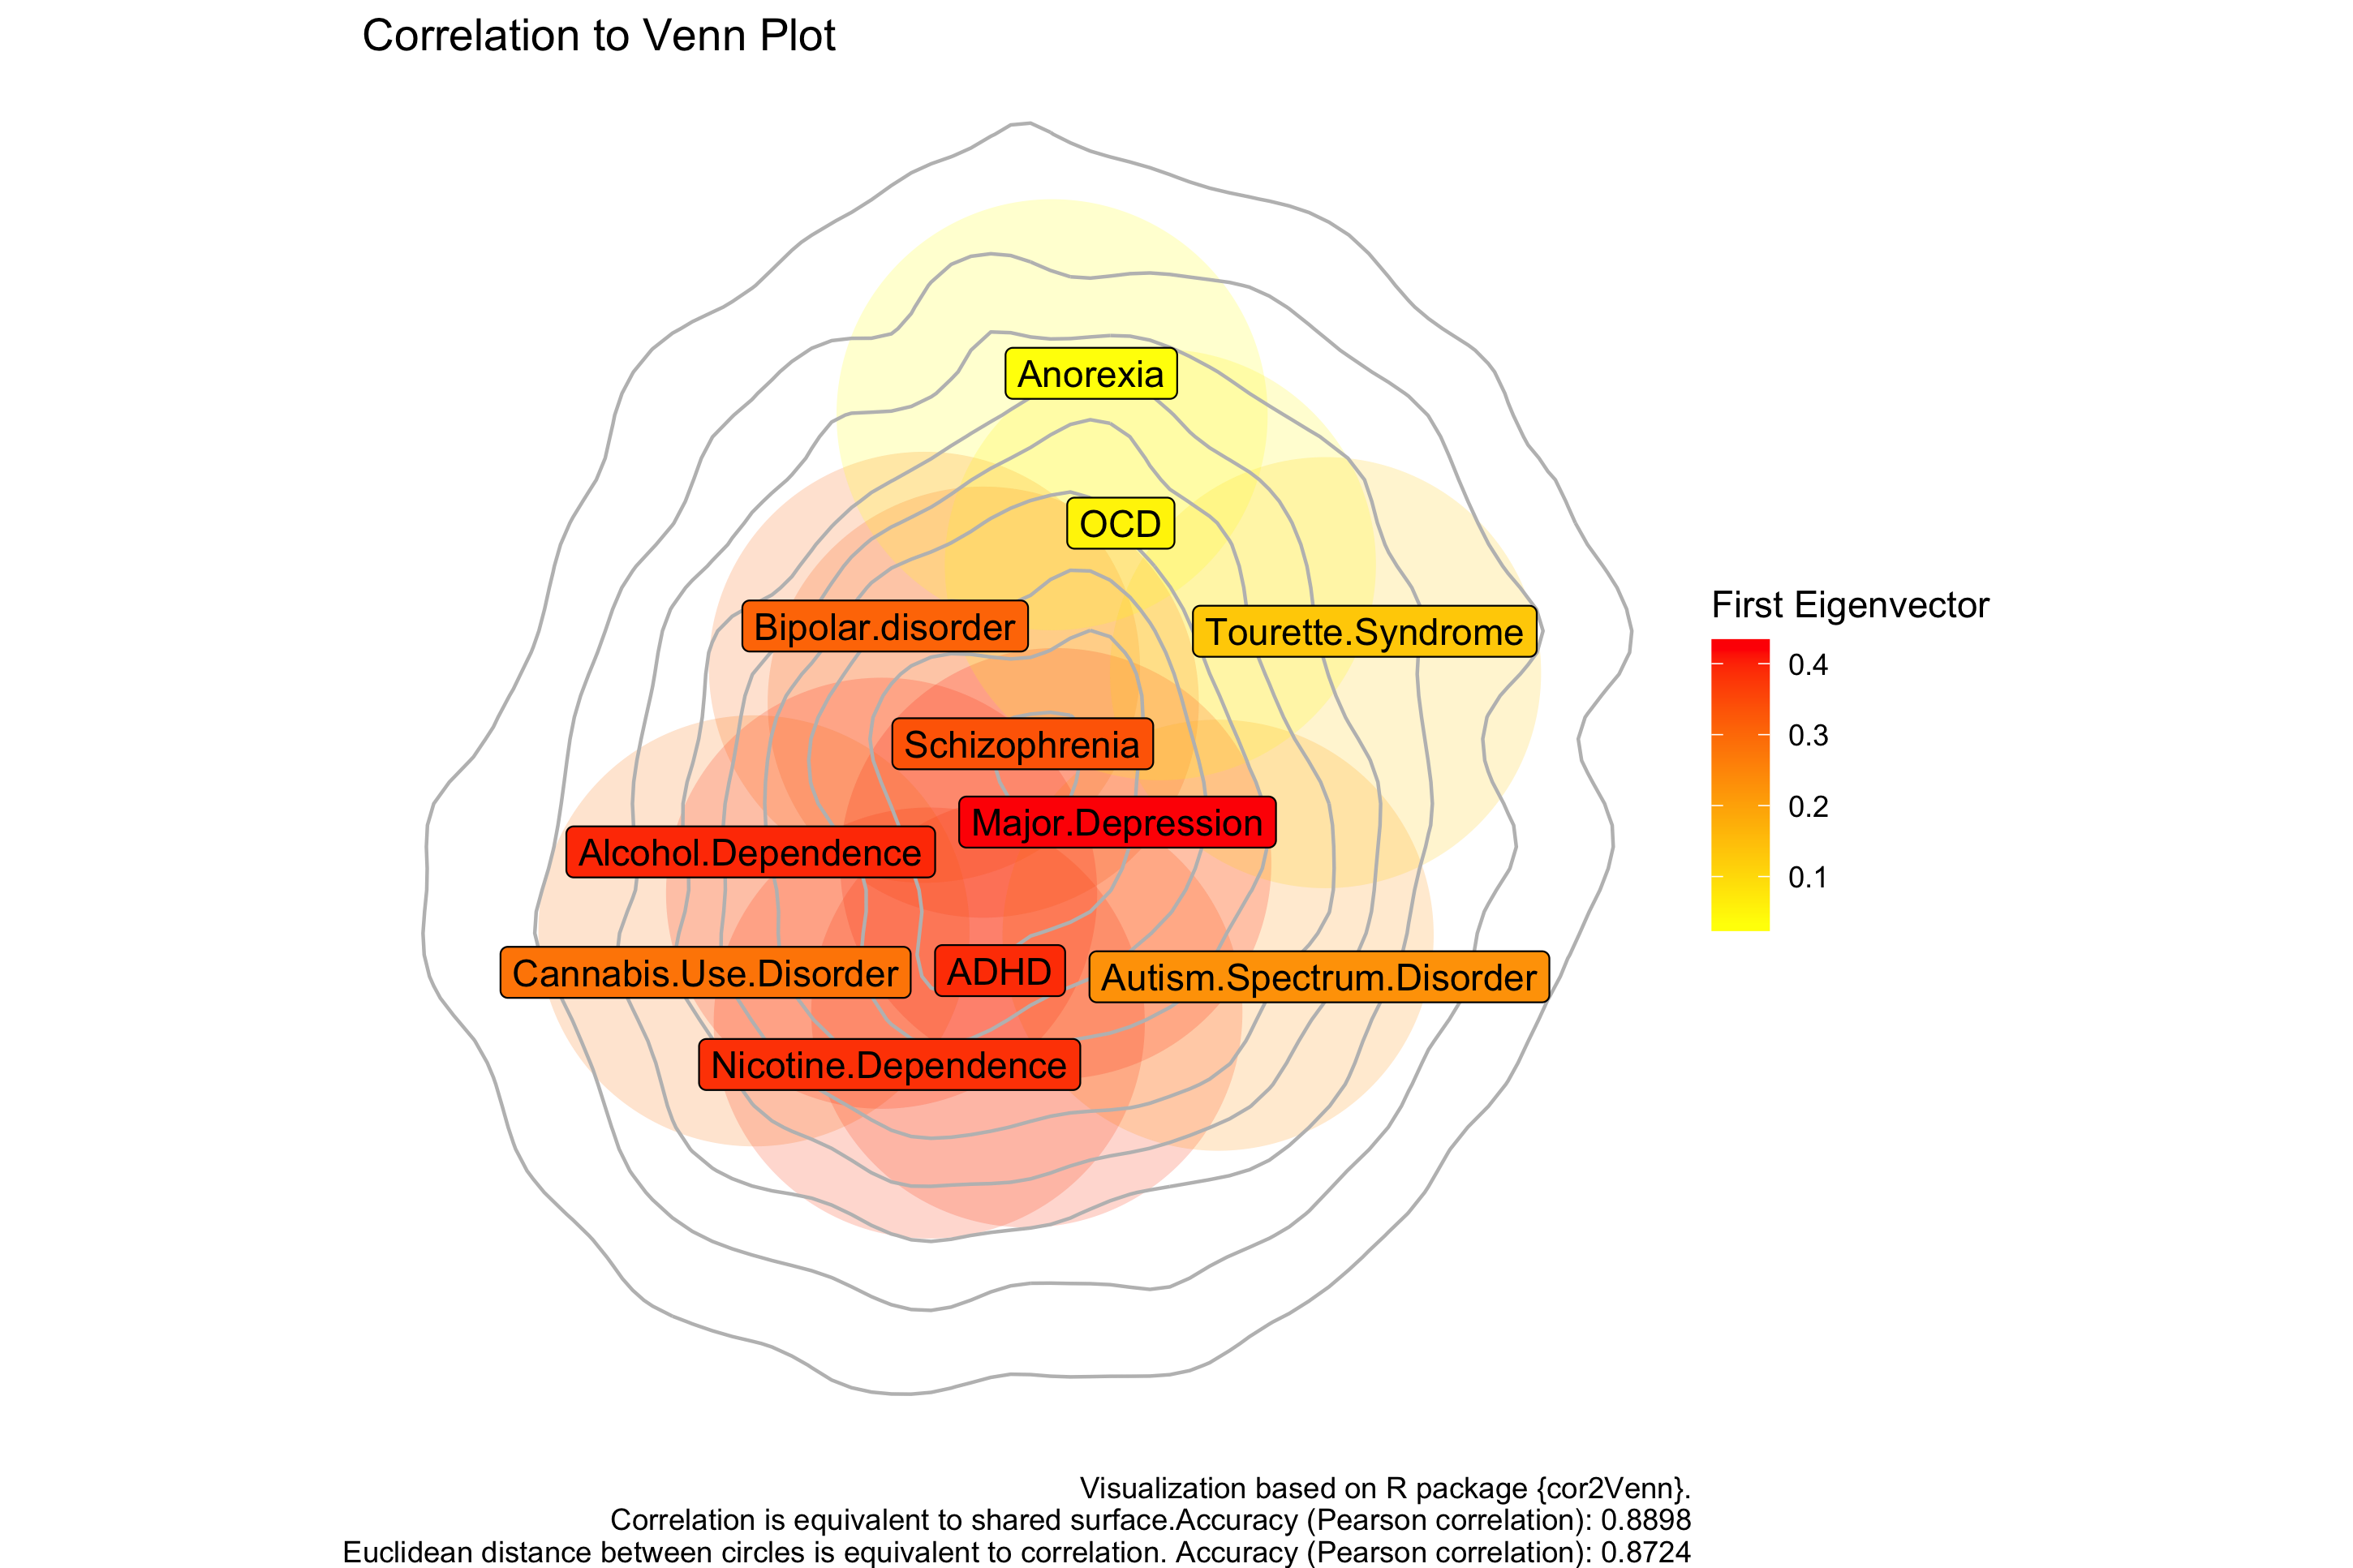 Correlation to Venn Plot
Anorexia
OCD
Bipolar.disorder
Tourette.Syndrome
First Eigenvector
0.4
0.3
0.2
0.1
Schizophrenia
Major.Depression
Alcohol.Dependence
Cannabis.Use.Disorder
ADHD
Autism.Spectrum.Disorder
Nicotine.Dependence
Visualization based on R package {cor2Venn}.
Correlation is equivalent to shared surface.Accuracy (Pearson correlation): 0.8898
Euclidean distance between circles is equivalent to correlation. Accuracy (Pearson correlation): 0.8724